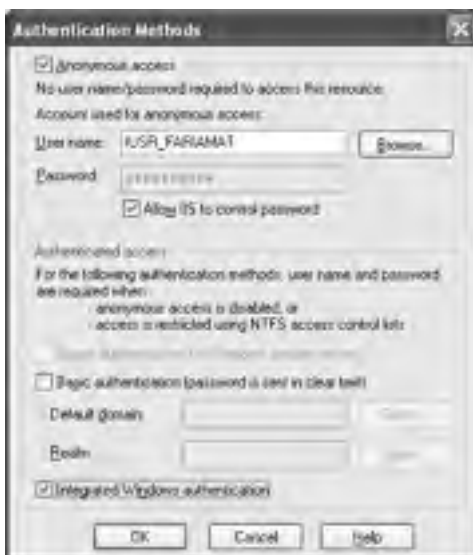 Authentication Methods
Anonymous access
No user name/password required to access this resource.
Account used for anonymous access:
User name: IUSR_FARIAMAT Browse...
Password:
Allow IIS to control password
Authenticated access
For the following authentication methods, user name and password
are required when
- anonymous access is disabled, or
- access is restricted using NTFS access control lists
Basic authentication (password is sent in clear text)
Default domain:
Realm:
Integrated Windows authentication
OK Cancel Help